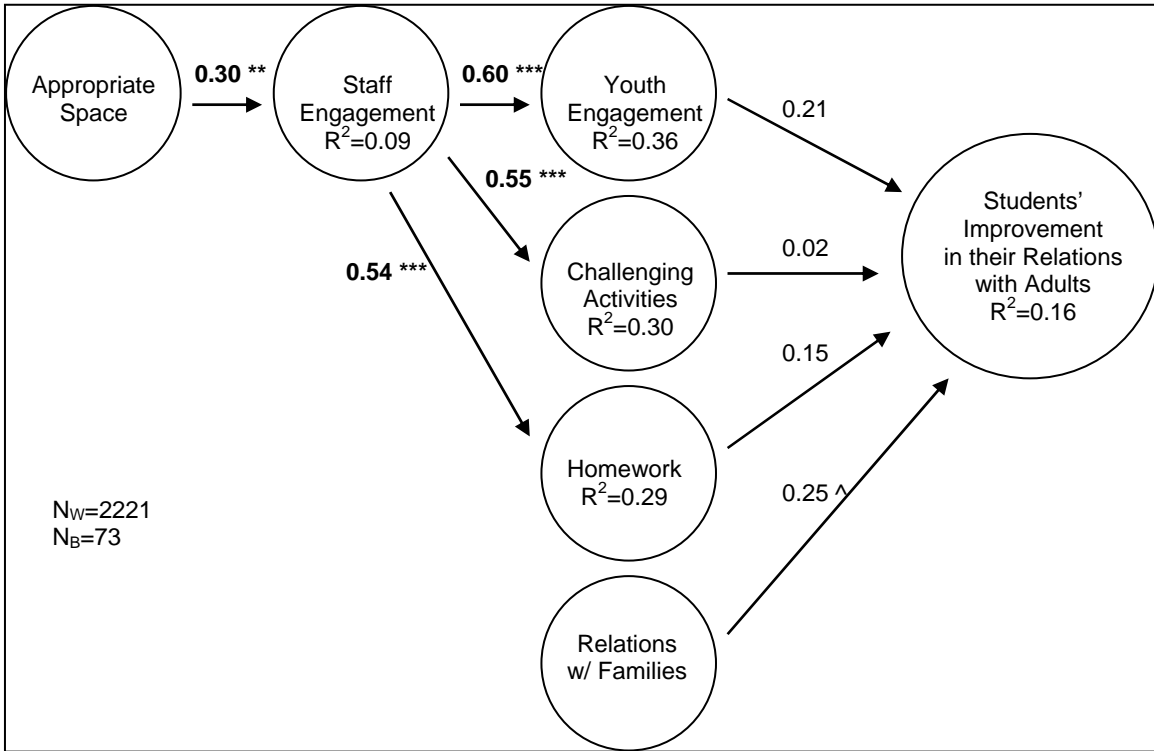 Appropriate
Space
0.30 **
Staff
Engagement
R²=0.09
0.60 ***
Youth
Engagement
R²=0.36
0.21
0.55 ***
Challenging
Activities
R²=0.30
0.02
Students’
Improvement
in their Relations
with Adults
R²=0.16
0.54 ***
Homework
R²=0.29
0.15
Relations
w/ Families
0.25 ^
N_W=2221
N_B=73